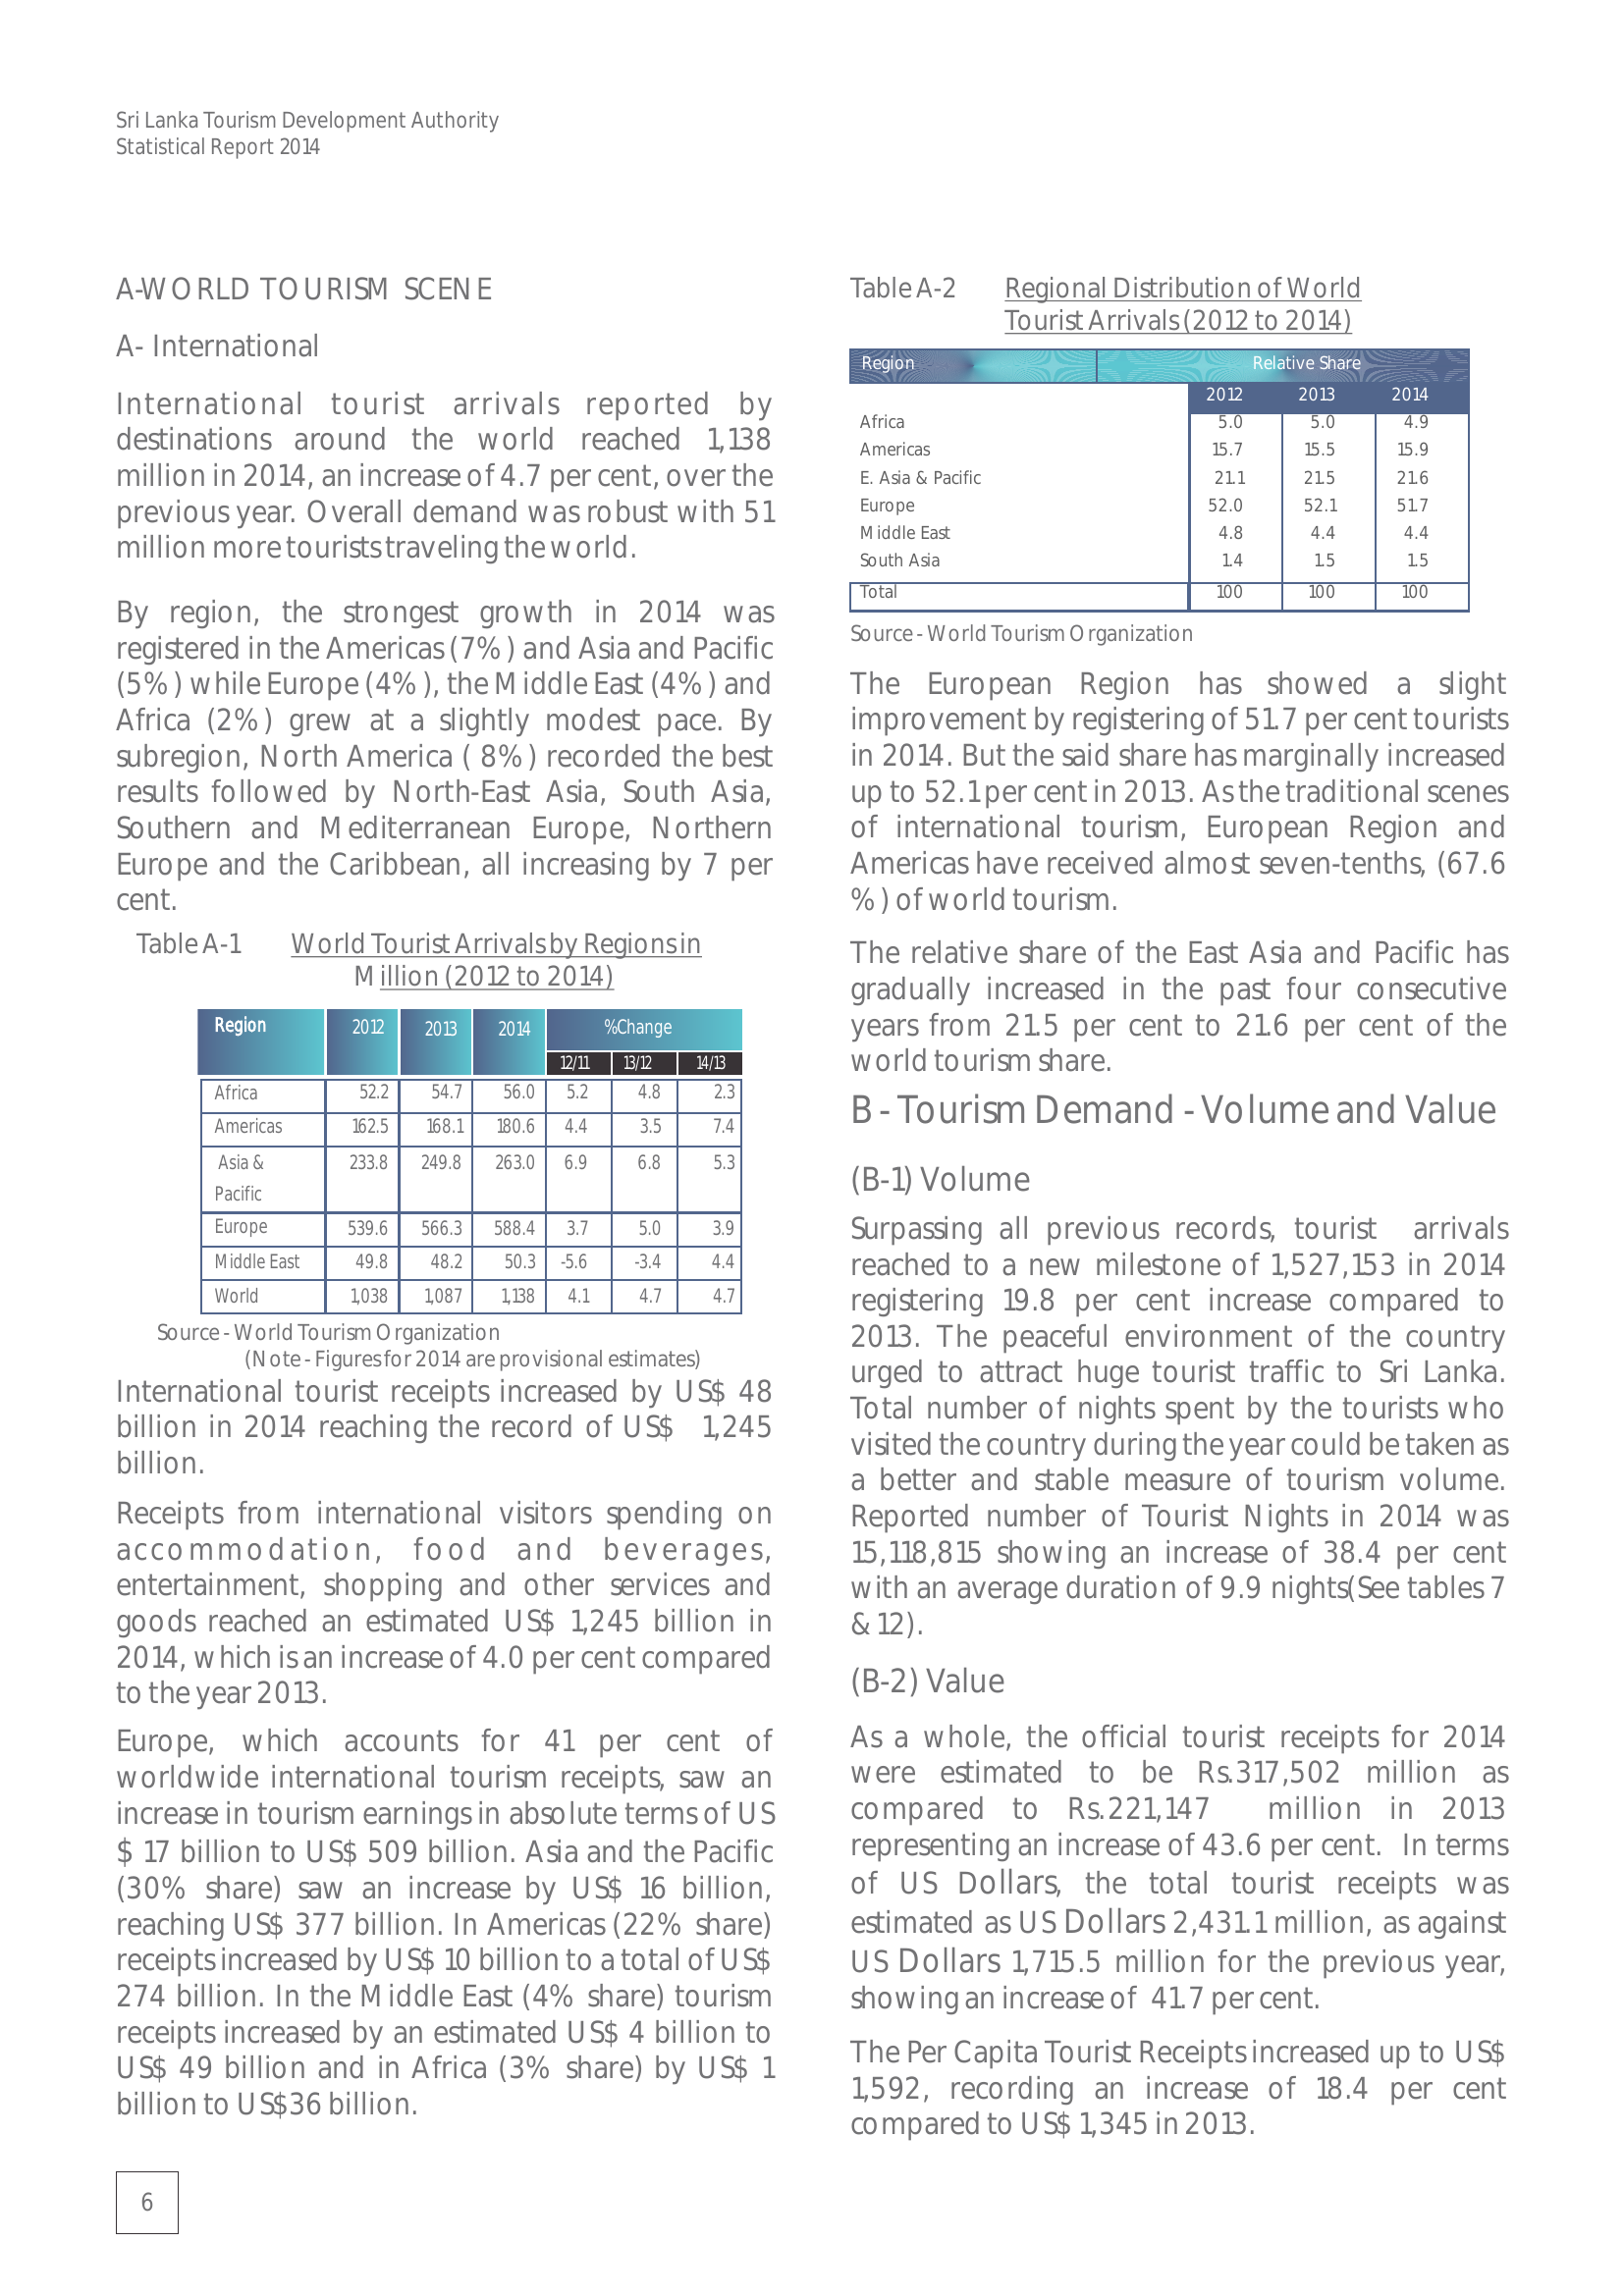 Sri Lanka Tourism Development Authority
Statistical Report 2014
A-WORLD TOURISM SCENE
A- International
International tourist arrivals reported by
destinations around the world reached 1,138
million in 2014, an increase of 4.7 per cent, over the
previous year. Overall demand was robust with 51
million more tourists traveling the world.
By region, the strongest growth in 2014 was
registered in the Americas (7%) and Asia and Pacific
(5%) while Europe (4%), the Middle East (4%) and
Africa (2%) grew at a slightly modest pace. By
subregion, North America ( 8%) recorded the best
results followed by North-East Asia, South Asia,
Southern and Mediterranean Europe, Northern
Europe and the Caribbean, all increasing by 7 per
cent.
Table A-1 World Tourist Arrivals by Regions in
Million (2012 to 2014)
Region 2012 2013 2014 %Change
12/11 13/12 14/13
Africa 52.2 54.7 56.0 5.2 4.8 2.3
Americas 162.5 168.1 180.6 4.4 3.5 7.4
Asia & 233.8 249.8 263.0 6.9 6.8 5.3
Pacific
Europe 539.6 566.3 588.4 3.7 5.0 3.9
Middle East 49.8 48.2 50.3 -5.6 -3.4 4.4
World 1,038 1,087 1,138 4.1 4.7 4.7
Source - World Tourism Organization
(Note - Figures for 2014 are provisional estimates)
International tourist receipts increased by US$ 48
billion in 2014 reaching the record of US$ 1,245
billion.
Receipts from international visitors spending on
accommodation, food and beverages,
entertainment, shopping and other services and
goods reached an estimated US$ 1,245 billion in
2014, which is an increase of 4.0 per cent compared
to the year 2013.
Europe, which accounts for 41 per cent of
worldwide international tourism receipts, saw an
increase in tourism earnings in absolute terms of US
$ 17 billion to US$ 509 billion. Asia and the Pacific
(30% share) saw an increase by US$ 16 billion,
reaching US$ 377 billion. In Americas (22% share)
receipts increased by US$ 10 billion to a total of US$
274 billion. In the Middle East (4% share) tourism
receipts increased by an estimated US$ 4 billion to
US$ 49 billion and in Africa (3% share) by US$ 1
billion to US$36 billion.
6
Table A-2 Regional Distribution of World
Tourist Arrivals (2012 to 2014)
Region Relative Share
2012 2013 2014
Africa 5.0 5.0 4.9
Americas 15.7 15.5 15.9
E. Asia & Pacific 21.1 21.5 21.6
Europe 52.0 52.1 51.7
Middle East 4.8 4.4 4.4
South Asia 1.4 1.5 1.5
Total 100 100 100
Source - World Tourism Organization
The European Region has showed a slight
improvement by registering of 51.7 per cent tourists
in 2014. But the said share has marginally increased
up to 52.1per cent in 2013. As the traditional scenes
of international tourism, European Region and
Americas have received almost seven-tenths, (67.6
%) of world tourism.
The relative share of the East Asia and Pacific has
gradually increased in the past four consecutive
years from 21.5 per cent to 21.6 per cent of the
world tourism share.
B - Tourism Demand - Volume and Value
(B-1) Volume
Surpassing all previous records, tourist arrivals
reached to a new milestone of 1,527,153 in 2014
registering 19.8 per cent increase compared to
2013. The peaceful environment of the country
urged to attract huge tourist traffic to Sri Lanka.
Total number of nights spent by the tourists who
visited the country during the year could be taken as
a better and stable measure of tourism volume.
Reported number of Tourist Nights in 2014 was
15,118,815 showing an increase of 38.4 per cent
with an average duration of 9.9 nights(See tables 7
& 12).
(B-2) Value
As a whole, the official tourist receipts for 2014
were estimated to be Rs.317,502 million as
compared to Rs.221,147 million in 2013
representing an increase of 43.6 per cent. In terms
of US Dollars, the total tourist receipts was
estimated as US Dollars 2,431.1 million, as against
US Dollars 1,715.5 million for the previous year,
showing an increase of 41.7 per cent.
The Per Capita Tourist Receipts increased up to US$
1,592, recording an increase of 18.4 per cent
compared to US$ 1,345 in 2013.